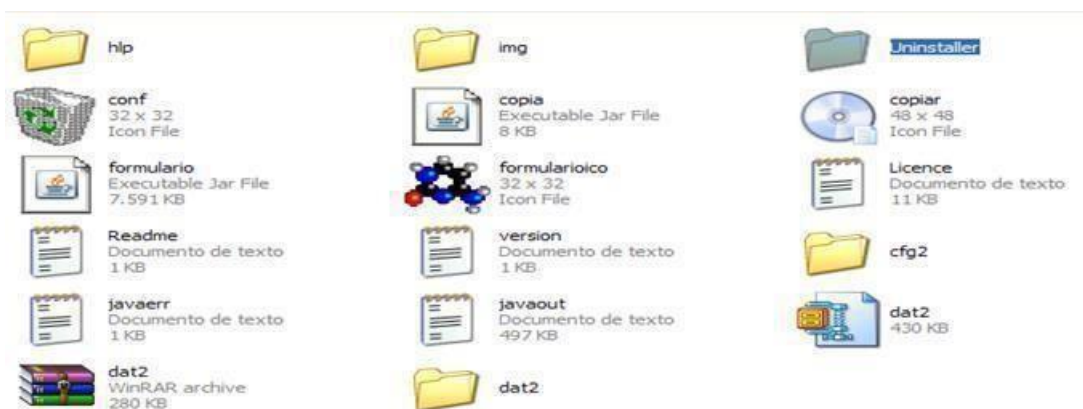 hlp
img
Uninstaller
conf
32 x 32
Icon File
copia
Executable Jar File
8 KB
copiar
48 x 48
Icon File
formulario
Executable Jar File
7.591 KB
formularioico
32 x 32
Icon File
Licence
Documento de texto
11 KB
Readme
Documento de texto
1 KB
version
Documento de texto
1 KB
cfg2
javaerr
Documento de texto
1 KB
javaout
Documento de texto
497 KB
dat2
430 KB
dat2
WinRAR archive
280 KB
dat2